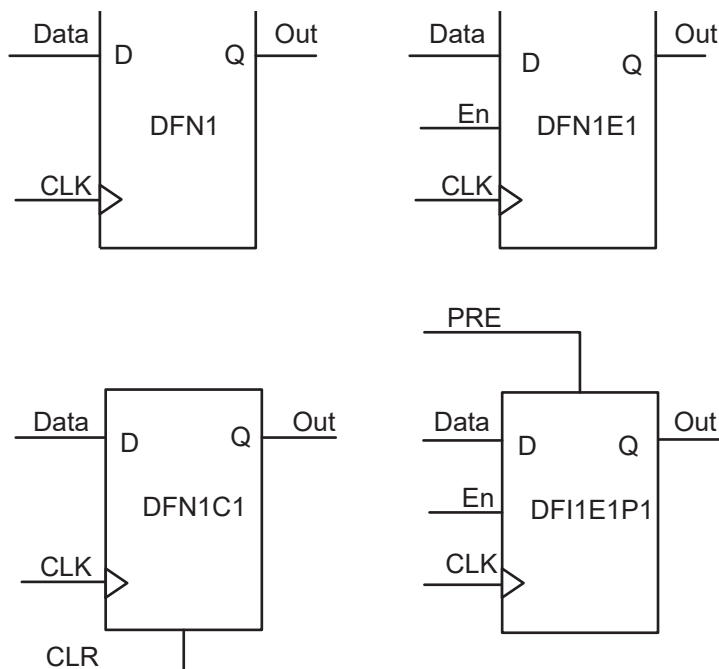 Data
D
Q
Out
DFN1
CLK
Data
D
Q
Out
En
DFN1E1
CLK
Data
D
Q
Out
DFN1C1
CLK
CLR
PRE
Data
D
Q
Out
En
DFI1E1P1
CLK